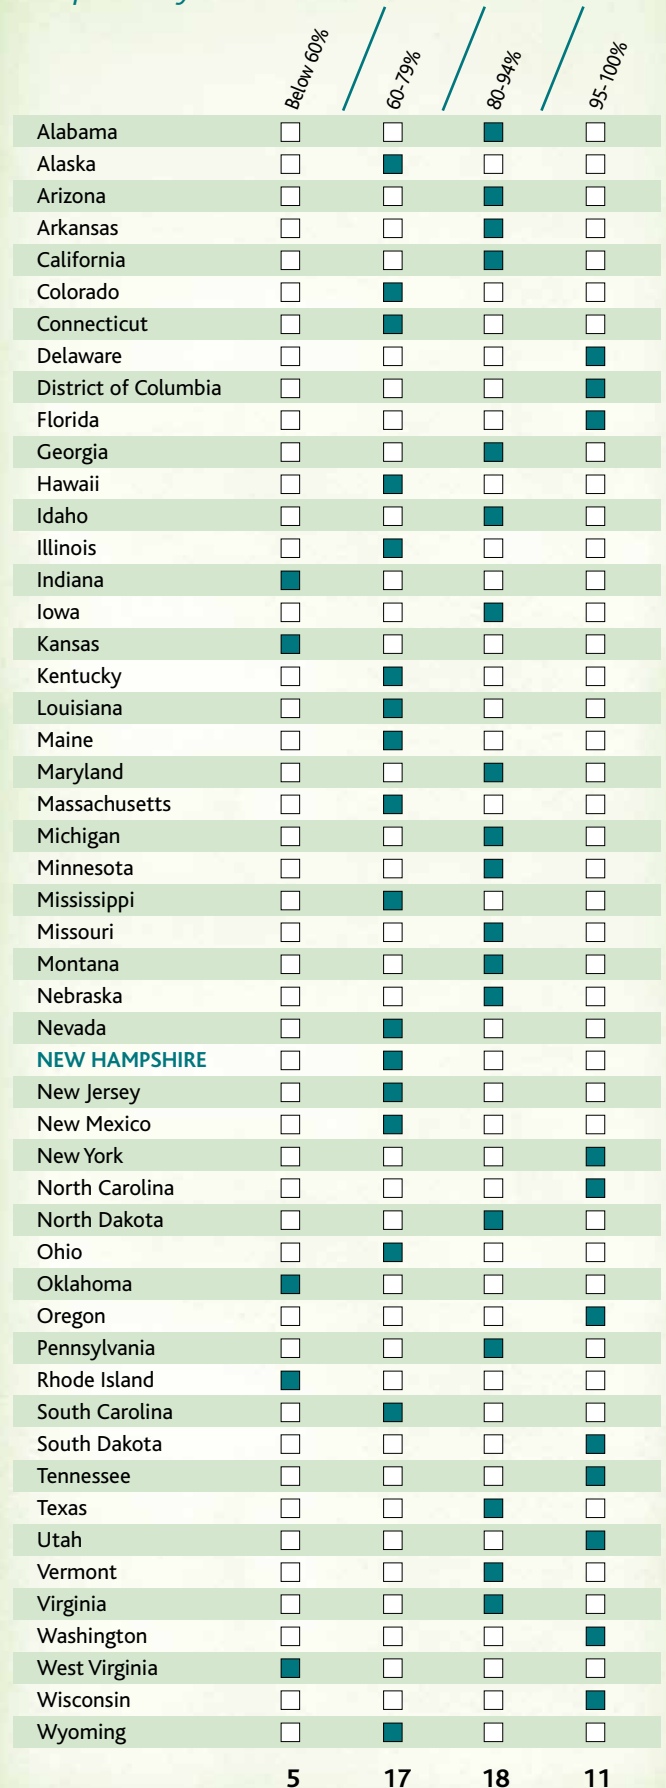 Below 60%
60-79%
80-94%
95-100%
Alabama
Alaska
Arizona
Arkansas
California
Colorado
Connecticut
Delaware
District of Columbia
Florida
Georgia
Hawaii
Idaho
Illinois
Indiana
Iowa
Kansas
Kentucky
Louisiana
Maine
Maryland
Massachusetts
Michigan
Minnesota
Mississippi
Missouri
Montana
Nebraska
Nevada
NEW HAMPSHIRE
New Jersey
New Mexico
New York
North Carolina
North Dakota
Ohio
Oklahoma
Oregon
Pennsylvania
Rhode Island
South Carolina
South Dakota
Tennessee
Texas
Utah
Vermont
Virginia
Washington
West Virginia
Wisconsin
Wyoming
5 17 18 11